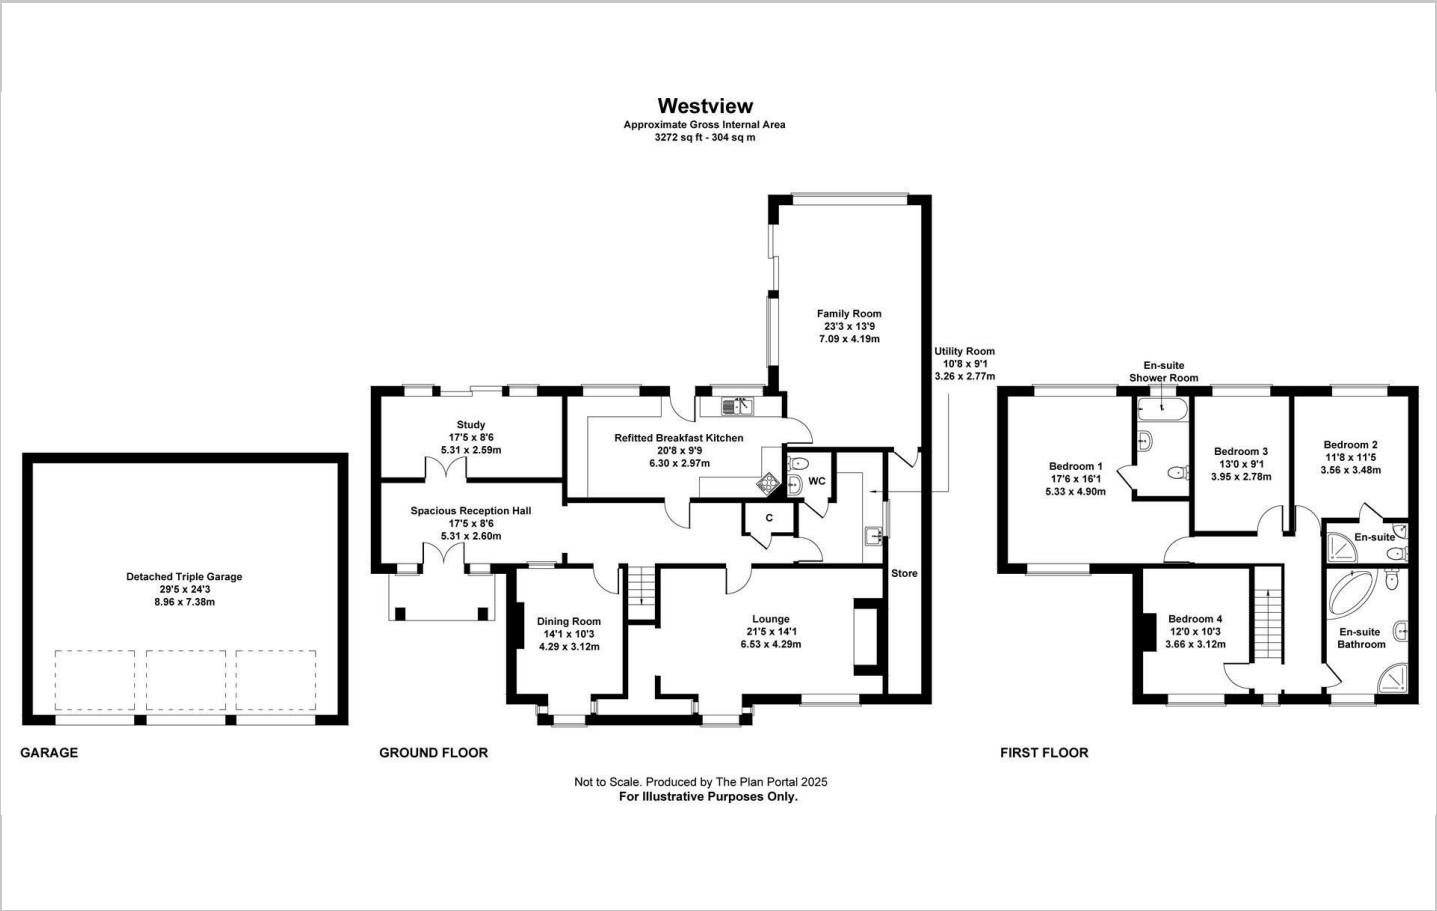 Westview
Approximate Gross Internal Area
3272 sq ft - 304 sq m
Family Room
23'3 x 13'9
7.09 x 4.19m
Utility Room
10'8 x 9'1
3.26 x 2.77m
Study
17'5 x 8'6
5.31 x 2.59m
Refitted Breakfast Kitchen
20'8 x 9'9
6.30 x 2.97m
WC
Spacious Reception Hall
17'5 x 8'6
5.31 x 2.60m
C
Store
Dining Room
14'1 x 10'3
4.29 x 3.12m
Lounge
21'5 x 14'1
6.53 x 4.29m
Detached Triple Garage
29'5 x 24'3
8.96 x 7.38m
En-suite
Shower Room
Bedroom 1
17'6 x 16'1
5.33 x 4.90m
Bedroom 3
13'0 x 9'1
3.95 x 2.78m
Bedroom 2
11'8 x 11'5
3.56 x 3.48m
En-suite
Bedroom 4
12'0 x 10'3
3.66 x 3.12m
En-suite
Bathroom
GARAGE
GROUND FLOOR
FIRST FLOOR
Not to Scale. Produced by The Plan Portal 2025
For Illustrative Purposes Only.